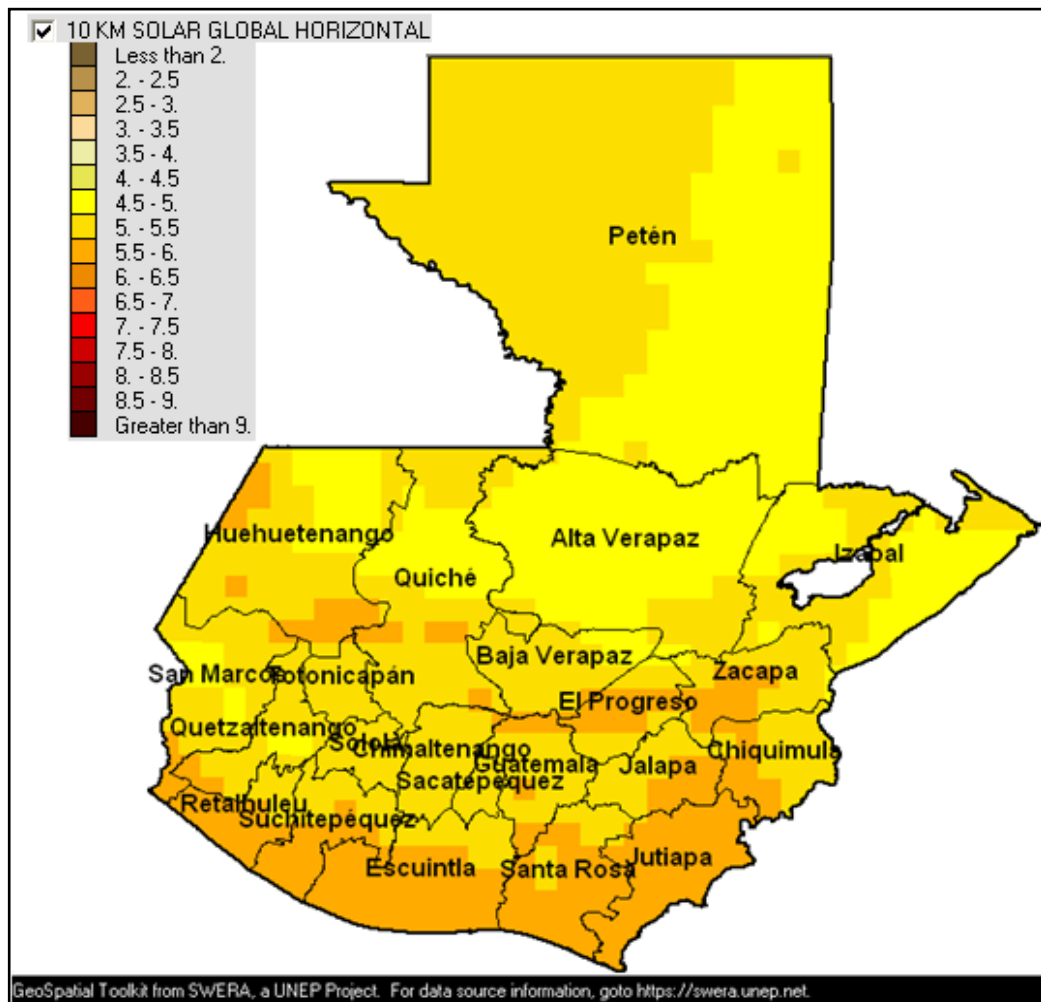 10 KM SOLAR GLOBAL HORIZONTAL
Less than 2.
2. - 2.5
2.5 - 3.
3. - 3.5
3.5 - 4.
4. - 4.5
4.5 - 5.
5. - 5.5
5.5 - 6.
6. - 6.5
6.5 - 7.
7. - 7.5
7.5 - 8.
8. - 8.5
8.5 - 9.
Greater than 9.
Petén
Huehuetenango
Alta Verapaz
Izabal
Quiché
Baja Verapaz
San Marcos
Totonicapán
Zacapa
El Progreso
Quetzaltenango
Sololá
Chimaltenango
Guatemala
Jalapa
Chiquimula
Sacatepequez
Retalhuleu
Suchitepéquez
Escuintla
Santa Rosa
Jutiapa
GeoSpatial Toolkit from SWERA, a UNEP Project. For data source information, goto https://swera.unep.net.